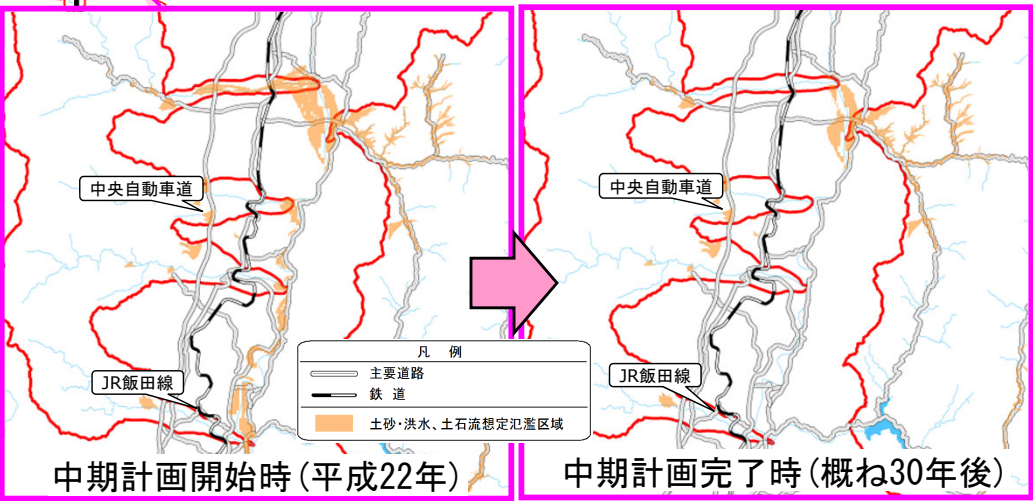 中央自動車道
JR飯田線
中期計画開始時(平成22年)
凡 例
主要道路
鉄 道
土砂・洪水、土石流想定氾濫区域
中央自動車道
JR飯田線
中期計画完了時(概ね30年後)